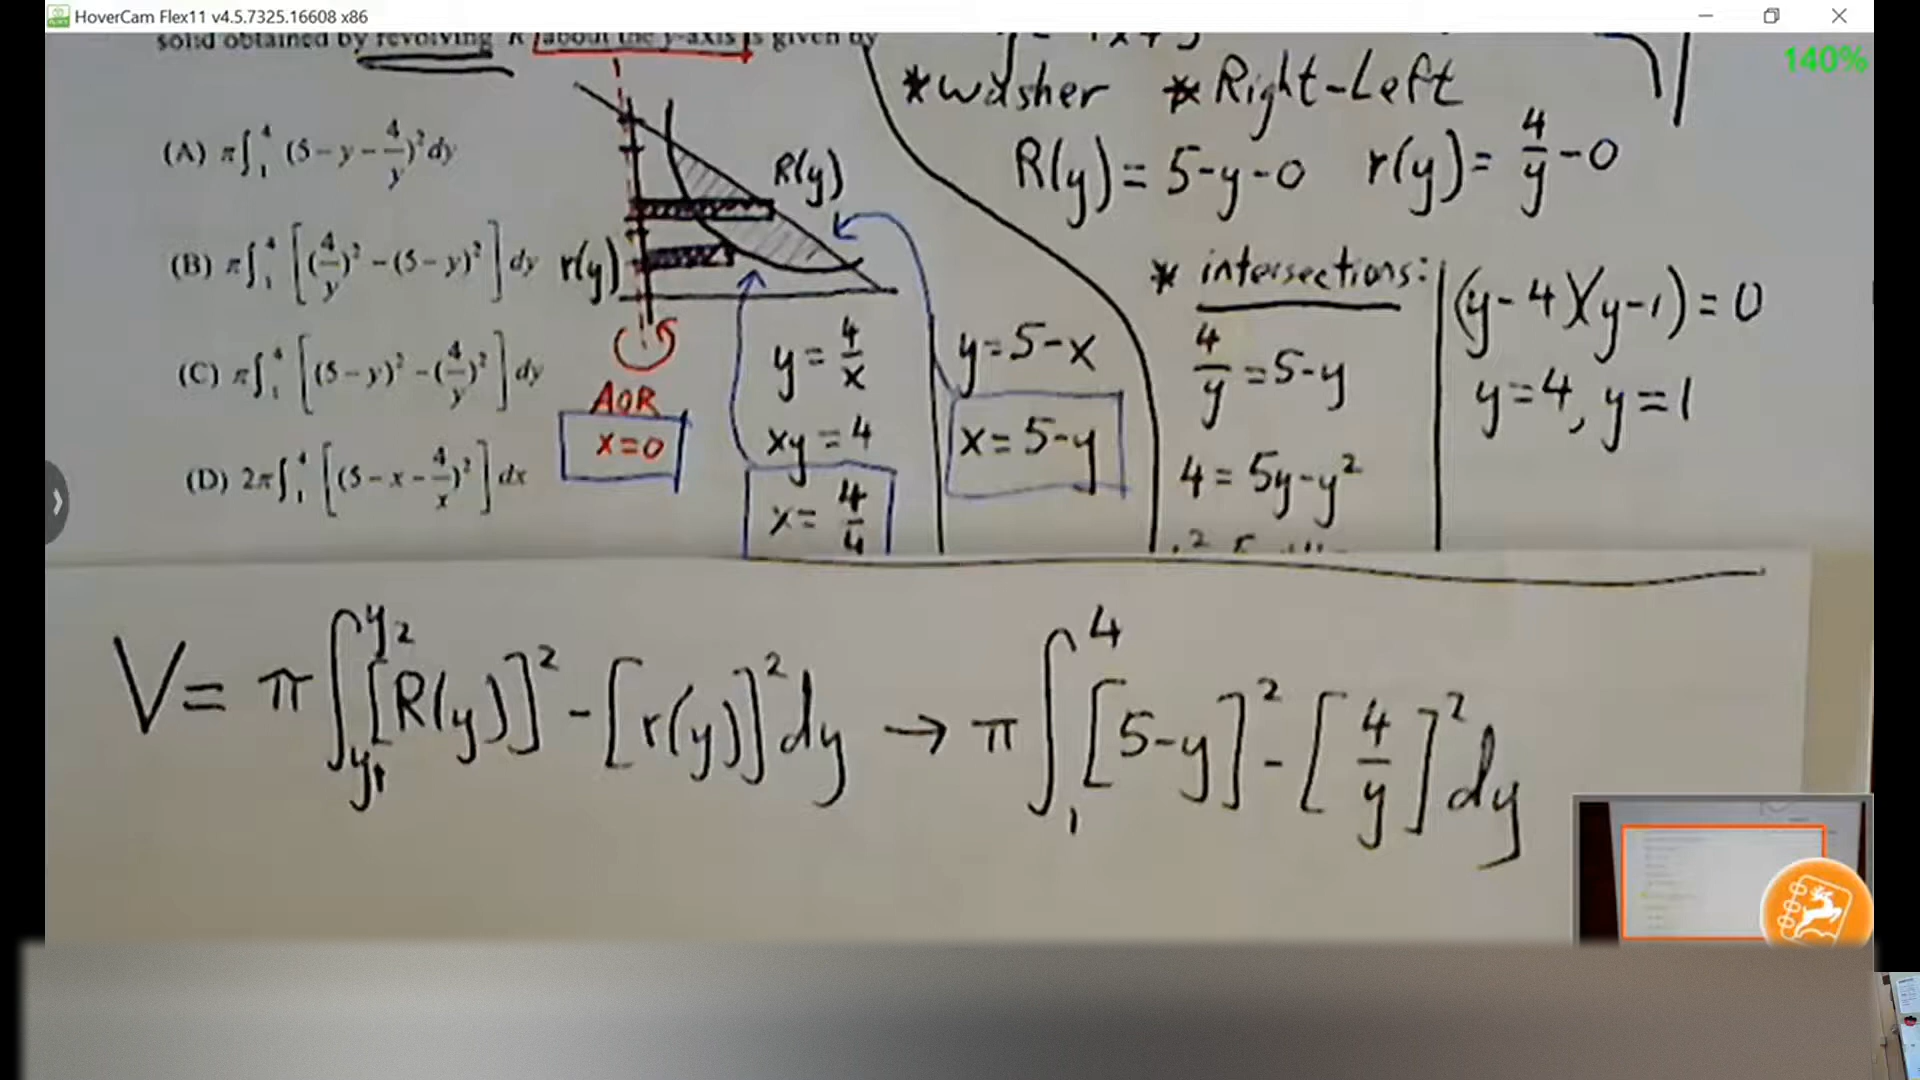 HoverCam Flex11 v4.5.7325.16608 x86
140%
solid obtained by revolving R about the y-axis is given by
(A) π∫₁⁴ (5 − y − 4/y)² dy
(B) π∫₁⁴ [(4/y)² − (5 − y)²] dy
(C) π∫₁⁴ [(5 − y)² − (4/y)²] dy
(D) 2π∫₁⁴ [(5 − x − 4/x)²] dx
R(y)
r(y)
AOR
x=0
y = 4/x
xy = 4
x = 4/y
y=5-x
x=5-y
*washer *Right-Left
R(y) = 5-y-0 r(y) = 4/y - 0
* intersections:
4/y = 5-y
4 = 5y-y²
(y-4)(y-1) = 0
y=4, y=1
V = π∫_{y₁}^{y₂} [R(y)]² - [r(y)]² dy → π∫₁⁴ [5-y]² - [4/y]² dy